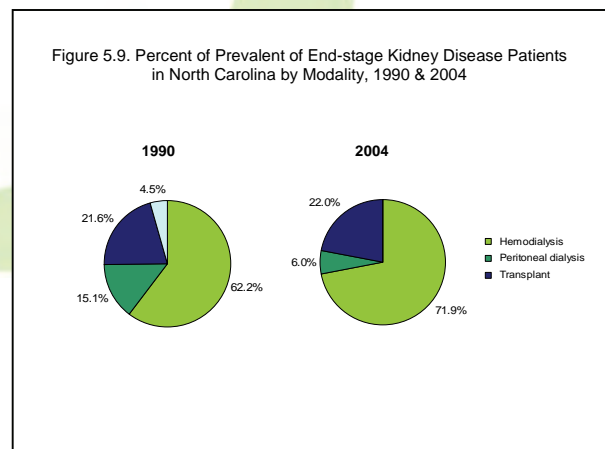 Figure 5.9. Percent of Prevalent of End-stage Kidney Disease Patients
in North Carolina by Modality, 1990 & 2004
1990
4.5%
21.6%
15.1%
62.2%
2004
22.0%
6.0%
71.9%
Hemodialysis
Peritoneal dialysis
Transplant